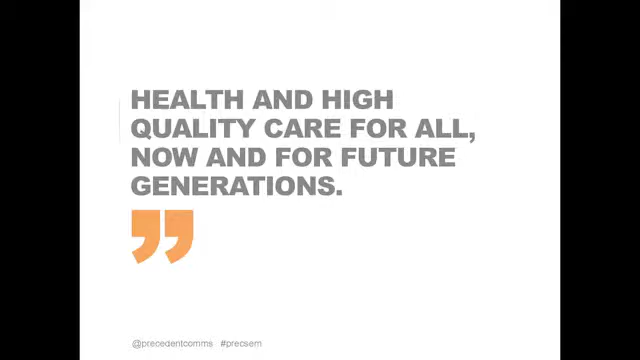 HEALTH AND HIGH
QUALITY CARE FOR ALL,
NOW AND FOR FUTURE
GENERATIONS.
”
@precedentcomms #precsem